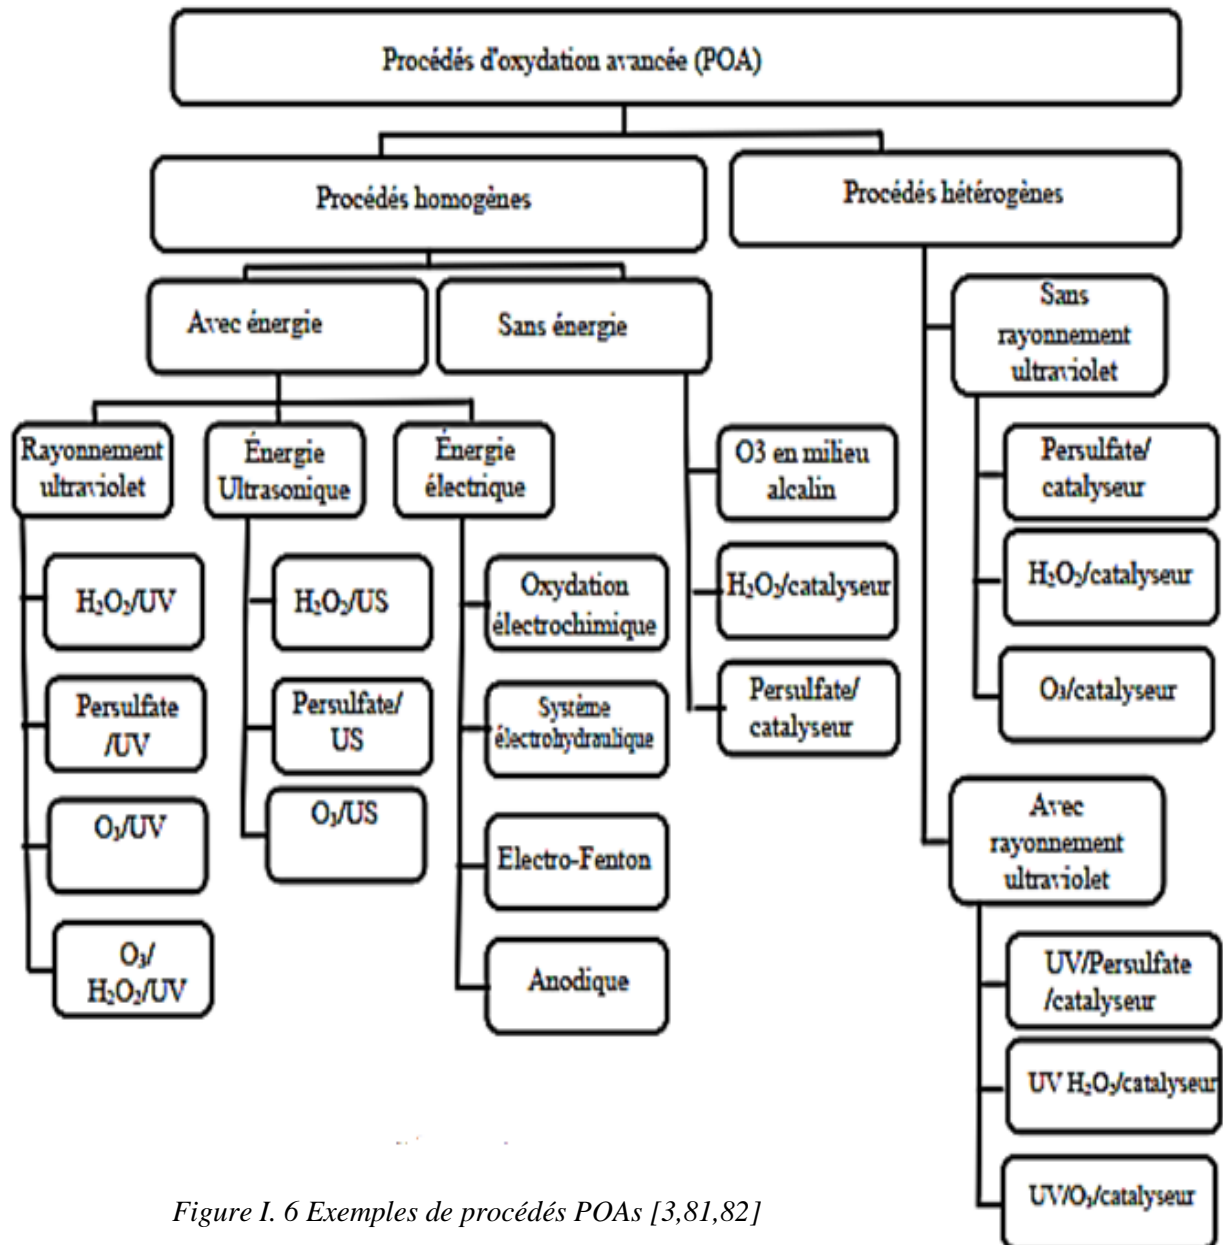 Procédés d'oxydation avancée (POA)
Procédés homogènes
Procédés hétérogènes
Avec énergie
Sans énergie
Sans
rayonnement
ultraviolet
Rayonnement
ultraviolet
Énergie
Ultrasonique
Énergie
électrique
O3 en milieu
alcalin
Persulfate/
catalyseur
H₂O₂/UV
H₂O₂/US
Oxydation
électrochimique
H₂O₂/catalyseur
H₂O₂/catalyseur
Persulfate
/UV
Persulfate/
US
Système
électrohydraulique
Persulfate/
catalyseur
O₃/catalyseur
O₃/UV
O₃/US
Electro-Fenton
Avec
rayonnement
ultraviolet
O₃/
H₂O₂/UV
Anodique
UV/Persulfate
/catalyseur
UV H₂O₂/catalyseur
UV/O₃/catalyseur
Figure I. 6 Exemples de procédés POAs [3,81,82]